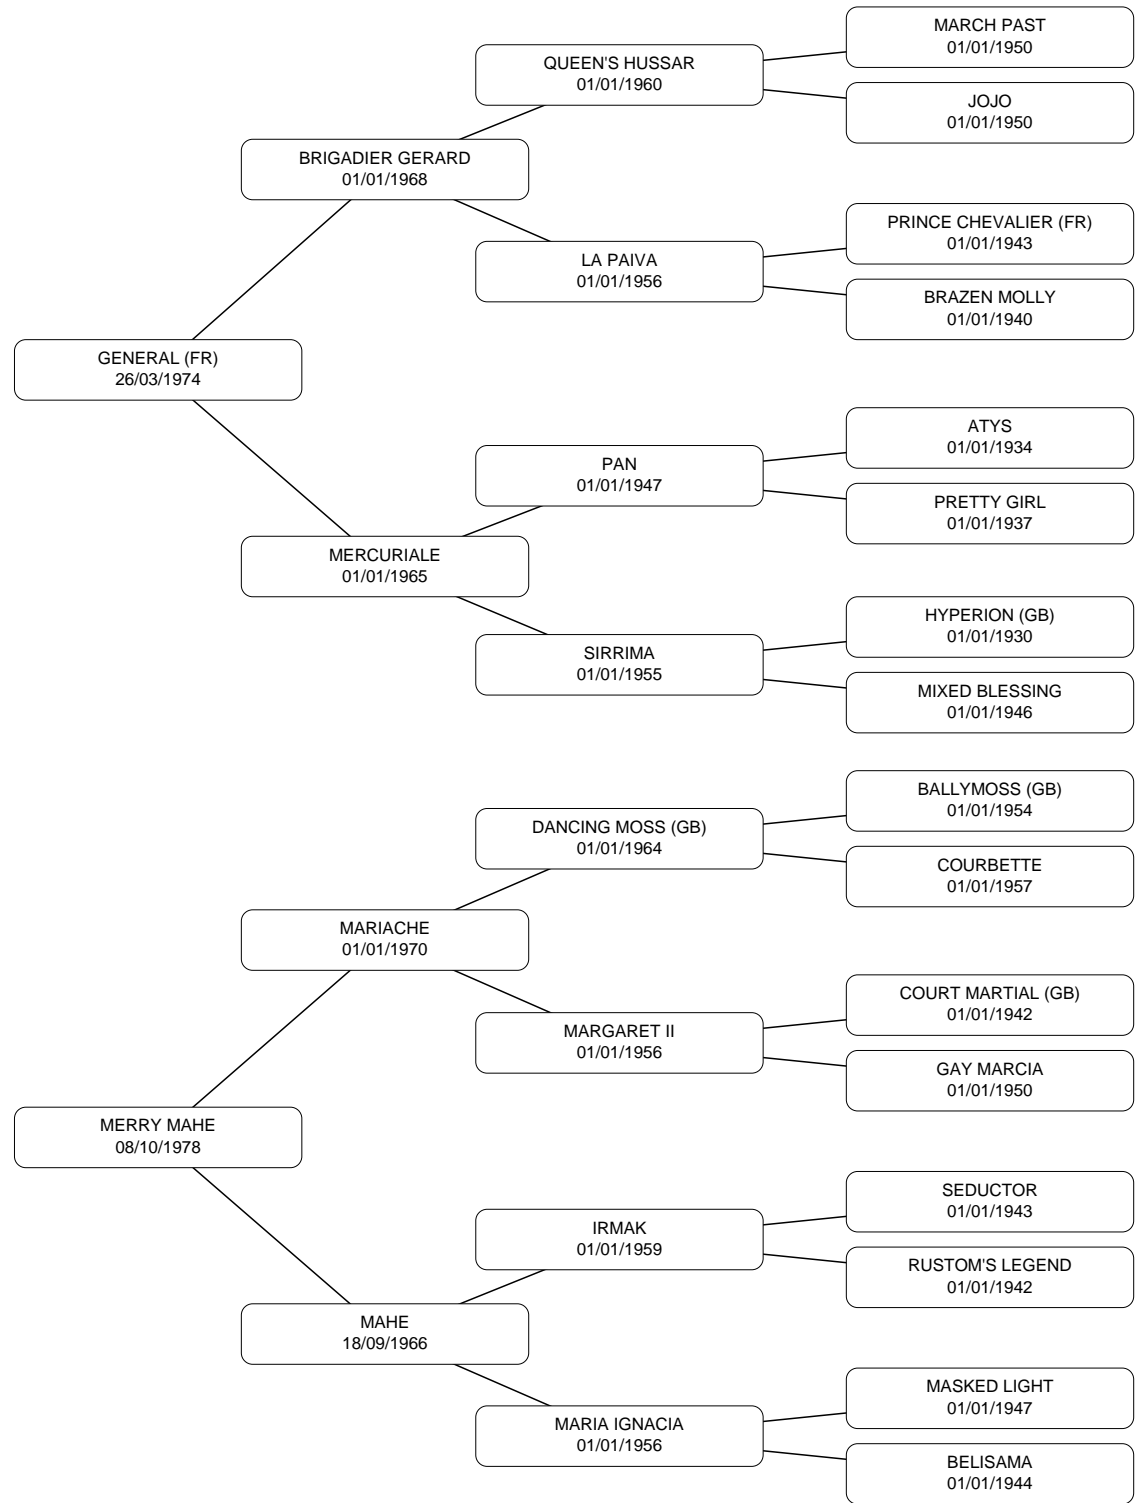 MARCH PAST
01/01/1950
QUEEN'S HUSSAR
01/01/1960
JOJO
01/01/1950
BRIGADIER GERARD
01/01/1968
PRINCE CHEVALIER (FR)
01/01/1943
LA PAIVA
01/01/1956
BRAZEN MOLLY
01/01/1940
GENERAL (FR)
26/03/1974
ATYS
01/01/1934
PAN
01/01/1947
PRETTY GIRL
01/01/1937
MERCURIALE
01/01/1965
HYPERION (GB)
01/01/1930
SIRRIMA
01/01/1955
MIXED BLESSING
01/01/1946
BALLYMOSS (GB)
01/01/1954
DANCING MOSS (GB)
01/01/1964
COURBETTE
01/01/1957
MARIACHE
01/01/1970
COURT MARTIAL (GB)
01/01/1942
MARGARET II
01/01/1956
GAY MARCIA
01/01/1950
MERRY MAHE
08/10/1978
SEDUCTOR
01/01/1943
IRMAK
01/01/1959
RUSTOM'S LEGEND
01/01/1942
MAHE
18/09/1966
MASKED LIGHT
01/01/1947
MARIA IGNACIA
01/01/1956
BELISAMA
01/01/1944